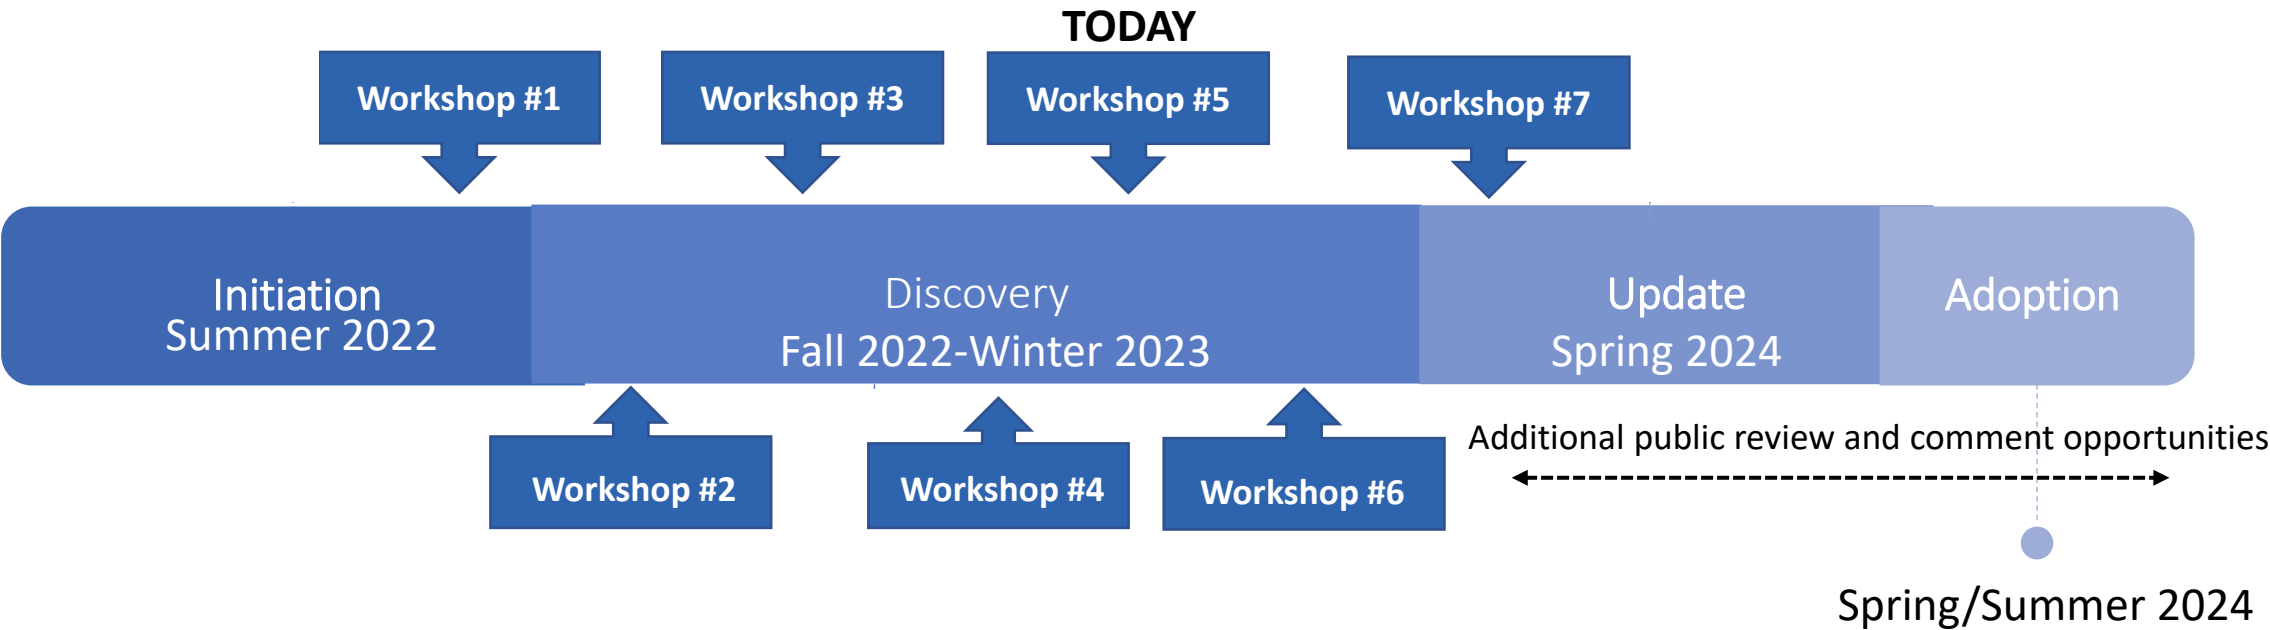 TODAY
Workshop #1
Workshop #3
Workshop #5
Workshop #7
Initiation
Summer 2022
Discovery
Fall 2022-Winter 2023
Update
Spring 2024
Adoption
Workshop #2
Workshop #4
Workshop #6
Additional public review and comment opportunities
Spring/Summer 2024